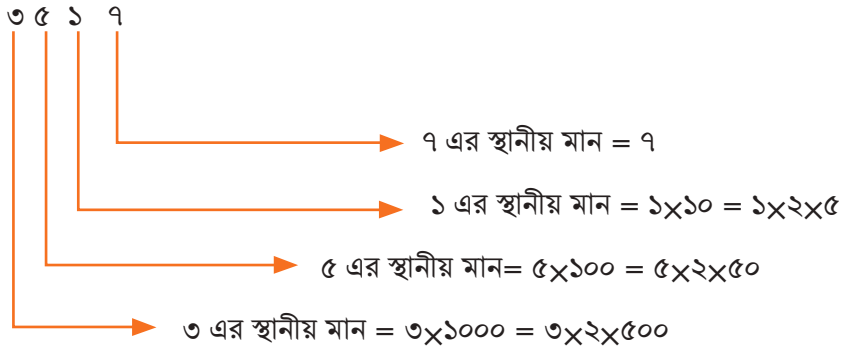 ৩ ৫ ১ ৭
৭ এর স্থানীয় মান = ৭
১ এর স্থানীয় মান = ১×১০ = ১×২×৫
৫ এর স্থানীয় মান= ৫×১০০ = ৫×২×৫০
৩ এর স্থানীয় মান = ৩×১০০০ = ৩×২×৫০০